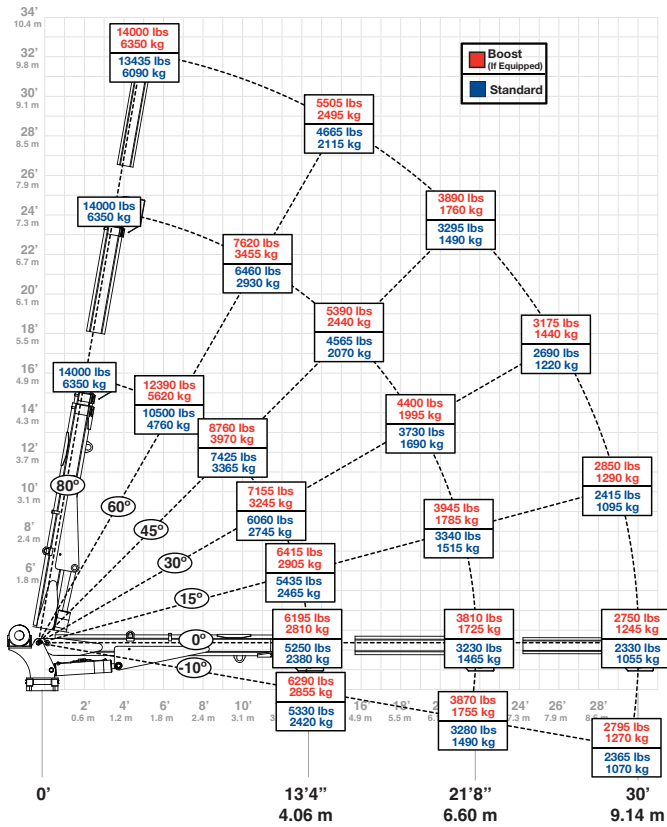 34'
10.4 m
32'
9.8 m
30'
9.1 m
28'
8.5 m
26'
7.9 m
24'
7.3 m
22'
6.7 m
20'
6.1 m
18'
5.5 m
16'
4.9 m
14'
4.3 m
12'
3.7 m
10'
3.1 m
8'
2.4 m
6'
1.8 m
Boost
(If Equipped)
Standard
14000 lbs
6350 kg
13435 lbs
6090 kg
5505 lbs
2495 kg
4665 lbs
2115 kg
3890 lbs
1760 kg
3295 lbs
1490 kg
14000 lbs
6350 kg
7620 lbs
3455 kg
6460 lbs
2930 kg
5390 lbs
2440 kg
4565 lbs
2070 kg
3175 lbs
1440 kg
2690 lbs
1220 kg
14000 lbs
6350 kg
12390 lbs
5620 kg
10500 lbs
4760 kg
8760 lbs
3970 kg
7425 lbs
3365 kg
4400 lbs
1995 kg
3730 lbs
1690 kg
7155 lbs
3245 kg
6060 lbs
2745 kg
2850 lbs
1290 kg
2415 lbs
1095 kg
3945 lbs
1785 kg
3340 lbs
1515 kg
6415 lbs
2905 kg
5435 lbs
2465 kg
80º
60º
45º
30º
15º
0º
-10º
6195 lbs
2810 kg
5250 lbs
2380 kg
3810 lbs
1725 kg
3230 lbs
1465 kg
2750 lbs
1245 kg
2330 lbs
1055 kg
6290 lbs
2855 kg
5330 lbs
2420 kg
3870 lbs
1755 kg
3280 lbs
1490 kg
2795 lbs
1270 kg
2365 lbs
1070 kg
2' 4' 6' 8' 10' 16' 18' 24' 26' 28'
0.6 m 1.2 m 1.8 m 2.4 m 3.1 m 4.9 m 5.5 m 7.3 m 7.9 m
0' 13'4” 21'8” 30'
4.06 m 6.60 m 9.14 m